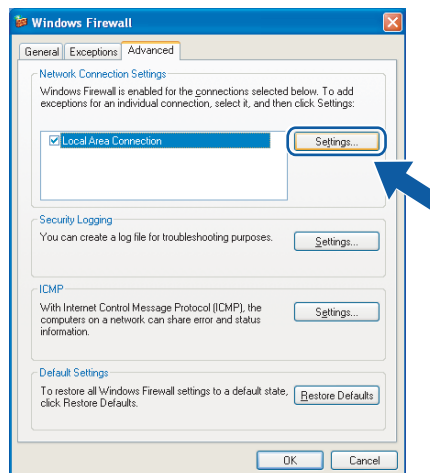 Windows Firewall
General Exceptions Advanced
Network Connection Settings
Windows Firewall is enabled for the connections selected below. To add
exceptions for an individual connection, select it, and then click Settings:
Local Area Connection
Settings...
Security Logging
You can create a log file for troubleshooting purposes.
Settings...
ICMP
With Internet Control Message Protocol (ICMP), the
computers on a network can share error and status
information.
Settings...
Default Settings
To restore all Windows Firewall settings to a default state,
click Restore Defaults.
Restore Defaults
OK Cancel